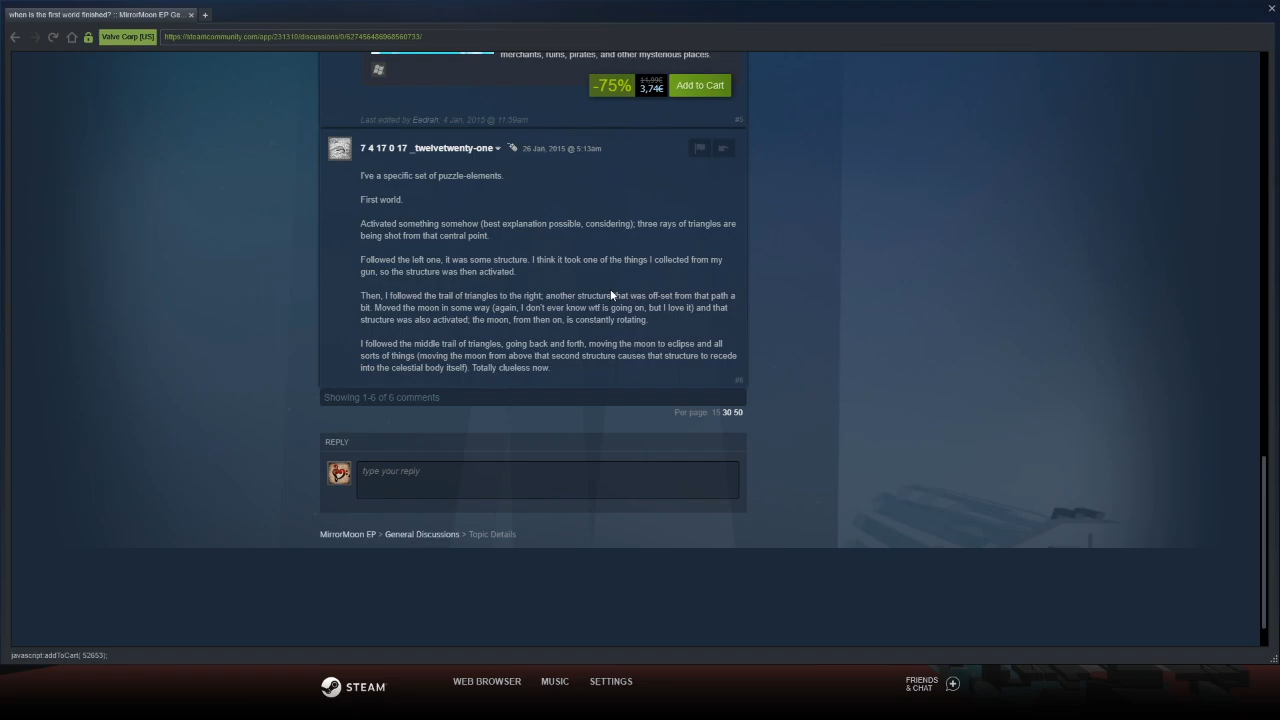 when is the first world finished? :: MirrorMoon EP Ge...
Valve Corp [US]
https://steamcommunity.com/app/231310/discussions/0/627456486968560733/
merchants, ruins, pirates, and other mysterious places.
-75%
11,99€
3,74€
Add to Cart
Last edited by Eedrah; 4 Jan, 2015 @ 11:59am
#5
7 4 17 0 17 _twelvetwenty-one
26 Jan, 2015 @ 5:13am
I've a specific set of puzzle-elements.
First world.
Activated something somehow (best explanation possible, considering); three rays of triangles are
being shot from that central point.
Followed the left one, it was some structure. I think it took one of the things I collected from my
gun, so the structure was then activated.
Then, I followed the trail of triangles to the right; another structure that was off-set from that path a
bit. Moved the moon in some way (again, I don't ever know wtf is going on, but I love it) and that
structure was also activated; the moon, from then on, is constantly rotating.
I followed the middle trail of triangles, going back and forth, moving the moon to eclipse and all
sorts of things (moving the moon from above that second structure causes that structure to recede
into the celestial body itself). Totally clueless now.
#6
Showing 1-6 of 6 comments
Per page: 15 30 50
REPLY
type your reply
MirrorMoon EP > General Discussions > Topic Details
javascript:addToCart( 52653);
STEAM
WEB BROWSER
MUSIC
SETTINGS
FRIENDS
& CHAT